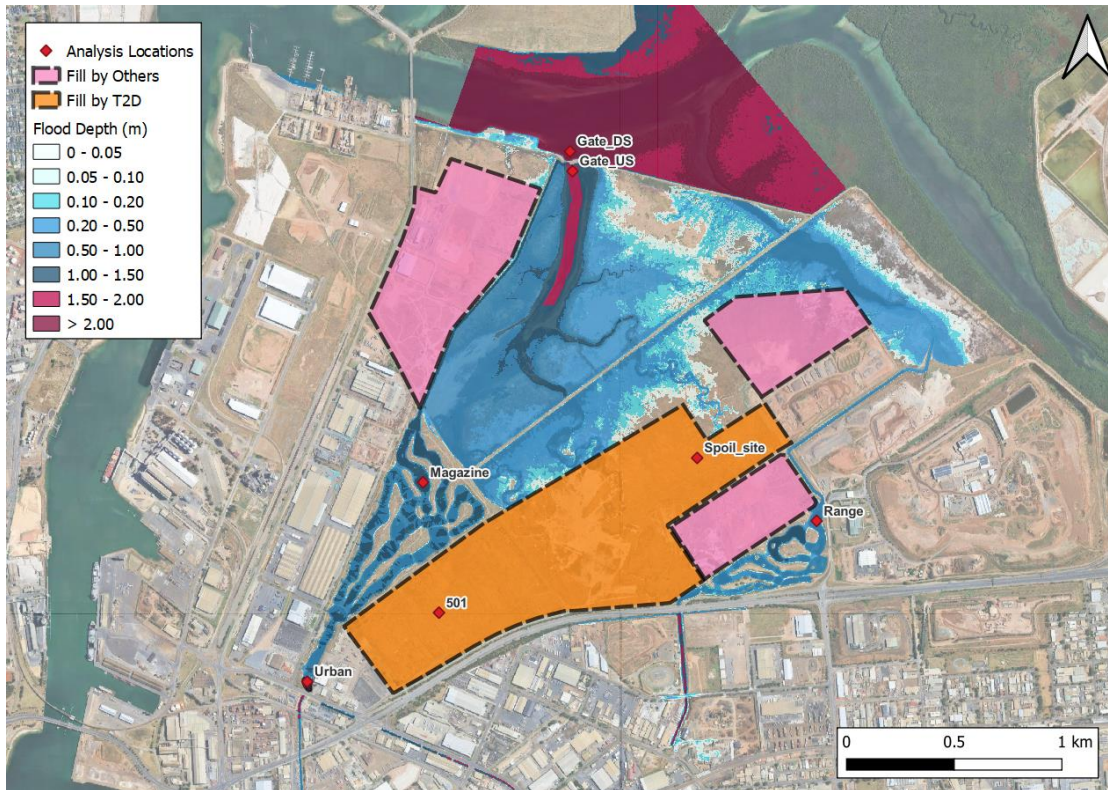 Analysis Locations
Fill by Others
Fill by T2D
Flood Depth (m)
0 - 0.05
0.05 - 0.10
0.10 - 0.20
0.20 - 0.50
0.50 - 1.00
1.00 - 1.50
1.50 - 2.00
> 2.00
Gate_DS
Gate_US
Magazine
Spoil_site
Range
501
Urban
0 0.5 1 km